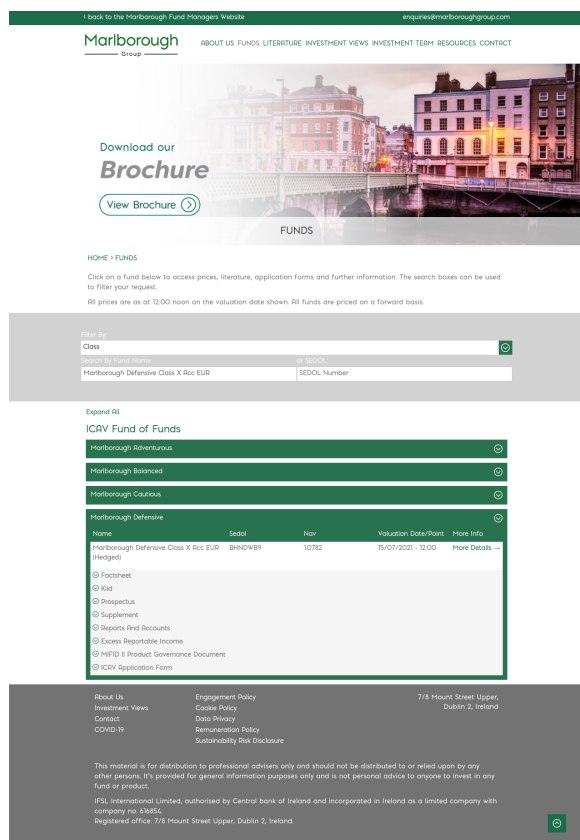 ‹ back to the Marlborough Fund Managers Website
enquiries@marlboroughgroup.com
Marlborough
Group
ABOUT US FUNDS LITERATURE INVESTMENT VIEWS INVESTMENT TERM RESOURCES CONTACT
Download our
Brochure
View Brochure
FUNDS
HOME > FUNDS
Click on a fund below to access prices, literature, application forms and further information. The search boxes can be used
to filter your request.
All prices are as at 12:00 noon on the valuation date shown. All funds are priced on a forward basis.
Filter By:
Class
Search By Fund Name: or SEDOL:
Marlborough Defensive Class X Acc EUR SEDOL Number
Expand All
ICAV Fund of Funds
Marlborough Adventurous
Marlborough Balanced
Marlborough Cautious
Marlborough Defensive
Name Sedol Nav Valuation Date/Point More Info
Marlborough Defensive Class X Acc EUR BHNDWB9 1.0782 15/07/2021 - 12:00 More Details →
(Hedged)
Factsheet
Kiid
Prospectus
Supplement
Reports And Accounts
Excess Reportable Income
MIFID II Product Governance Document
ICAV Application Form
About Us Engagement Policy 7/8 Mount Street Upper,
Investment Views Cookie Policy Dublin 2, Ireland
Contact Data Privacy
COVID-19 Remuneration Policy
Sustainability Risk Disclosure
This material is for distribution to professional advisers only and should not be distributed to or relied upon by any
other persons. It's provided for general information purposes only and is not personal advice to anyone to invest in any
fund or product.
IFSL International Limited, authorised by Central bank of Ireland and incorporated in Ireland as a limited company with
company no. 616854.
Registered office: 7/8 Mount Street Upper, Dublin 2, Ireland.